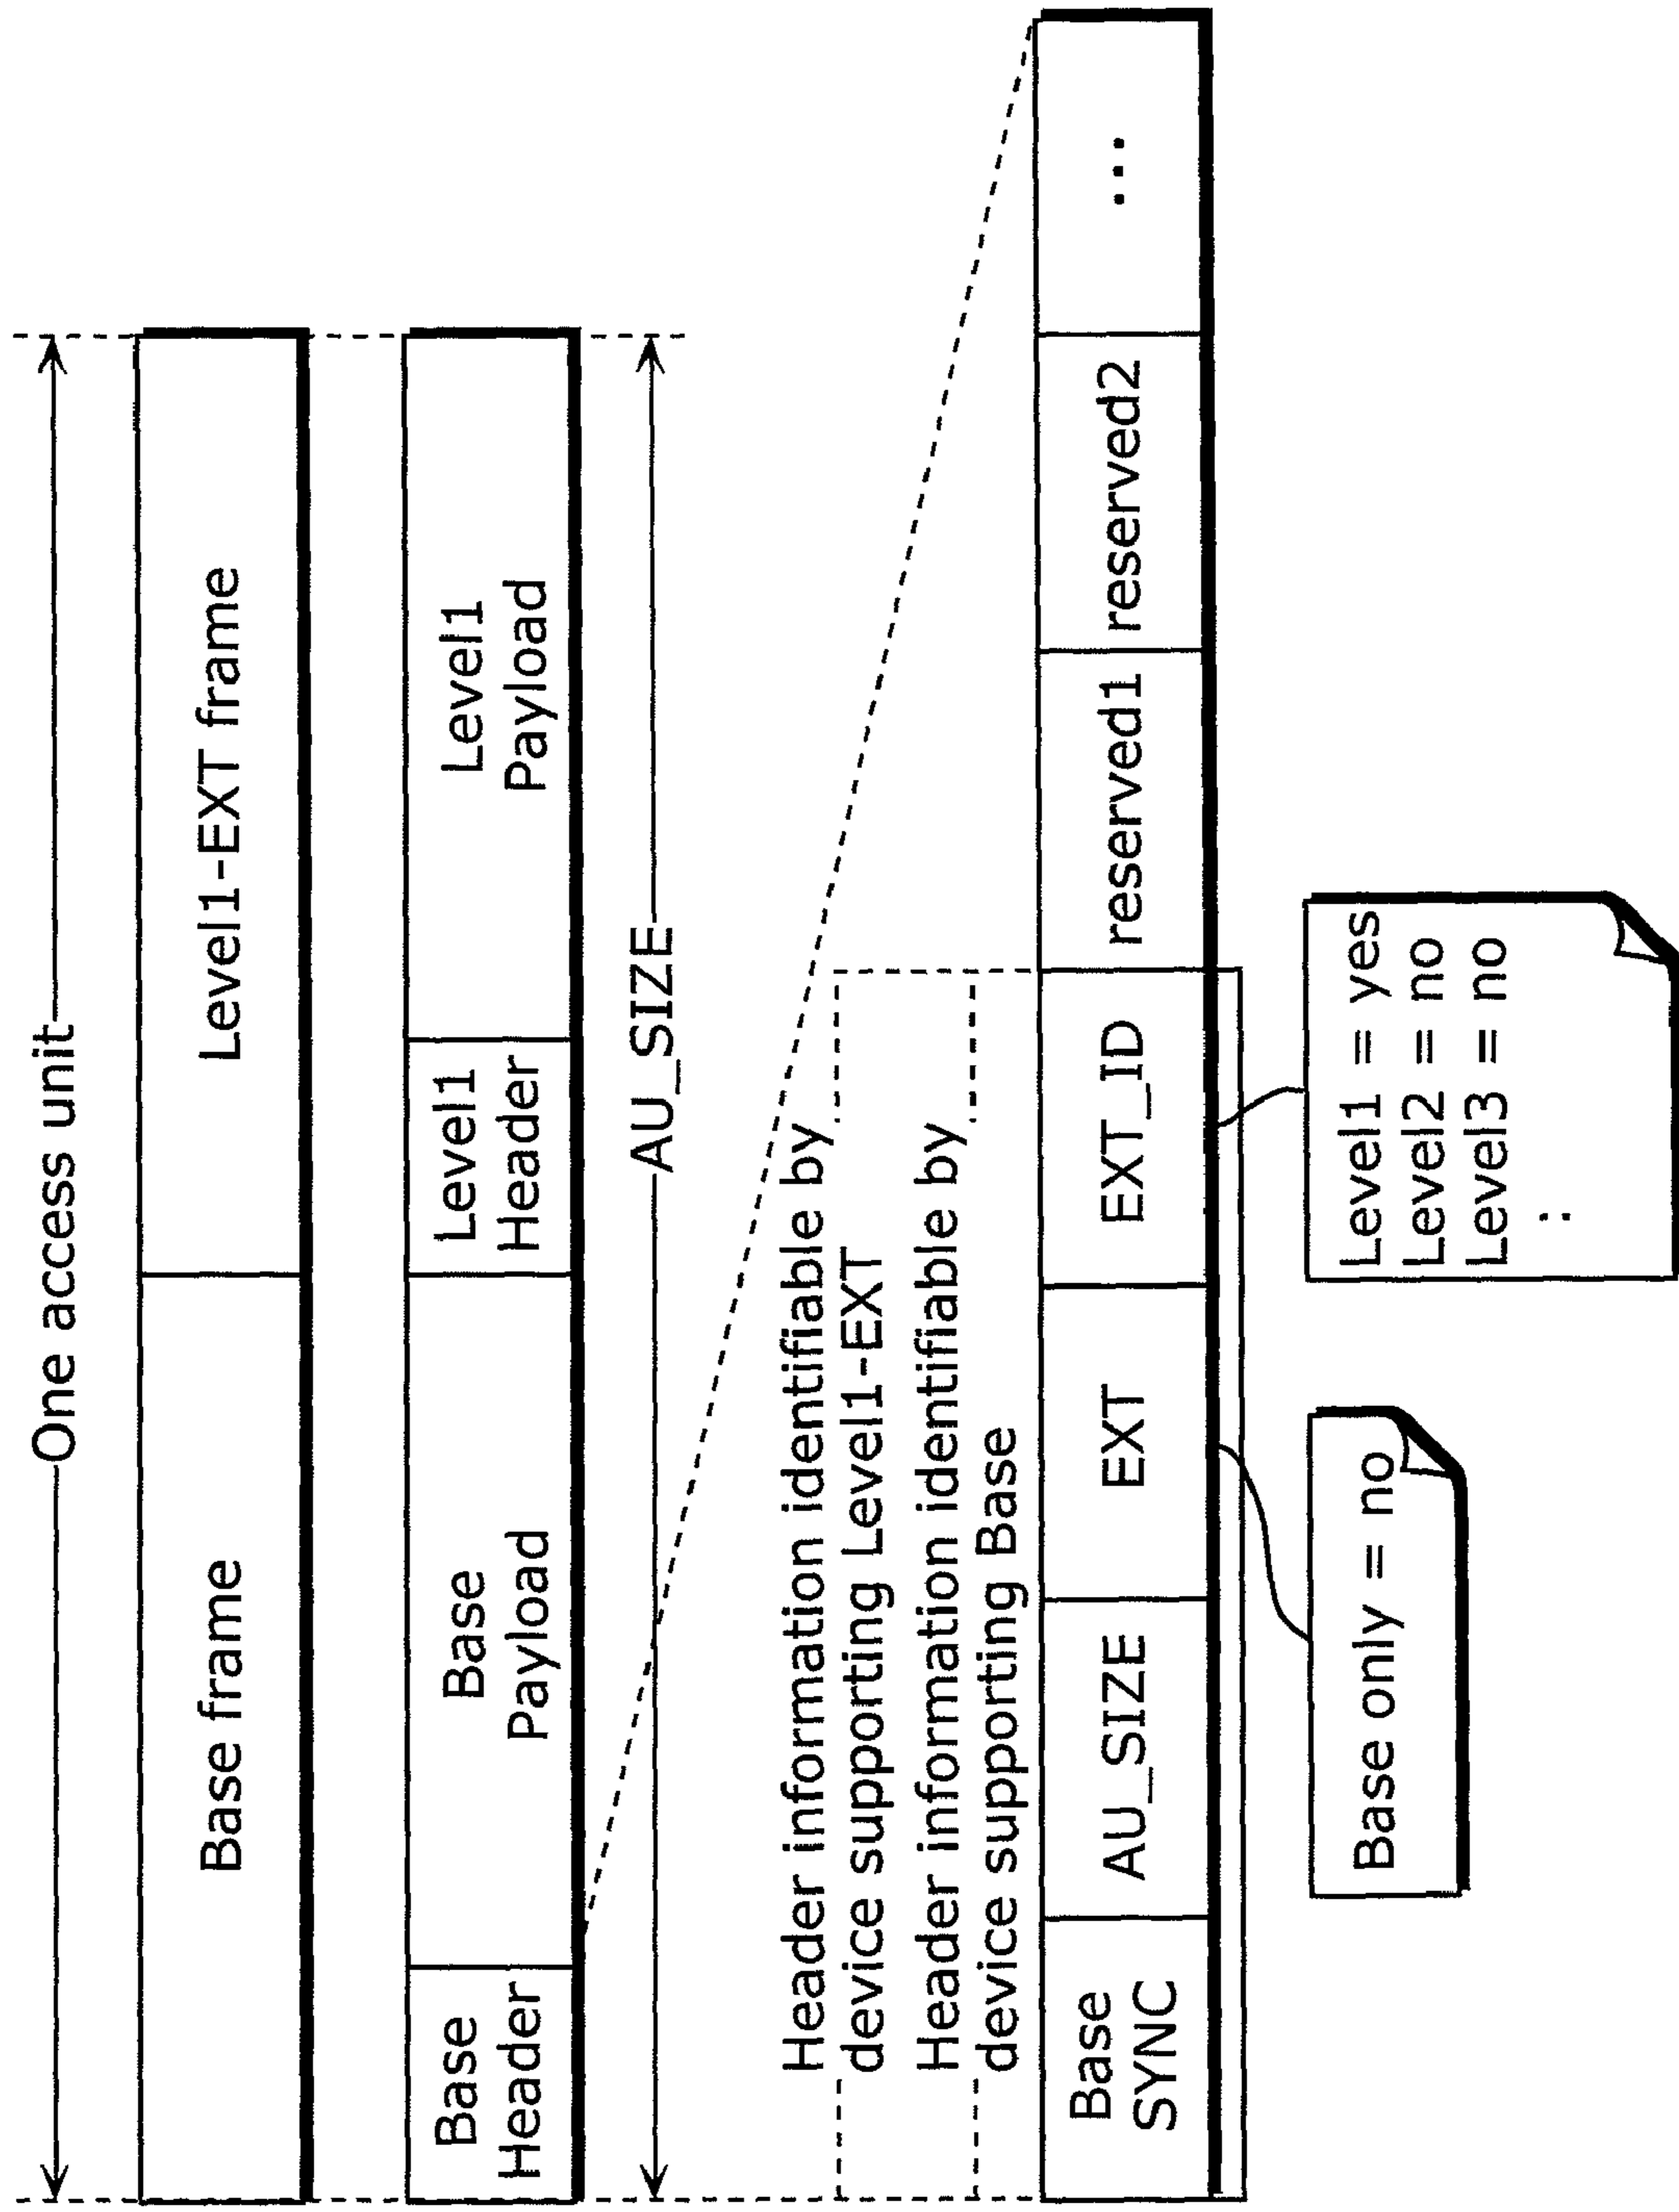 One access unit
Base frame
Level1-EXT frame
Base
Header
Base
Payload
Level1
Header
Level1
Payload
AU_SIZE
Header information identifiable by
device supporting Level1-EXT
Header information identifiable by
device supporting Base
Base
SYNC
AU_SIZE
EXT
EXT_ID
reserved1
reserved2
...
Base only = no
Level1 = yes
Level2 = no
Level3 = no
: